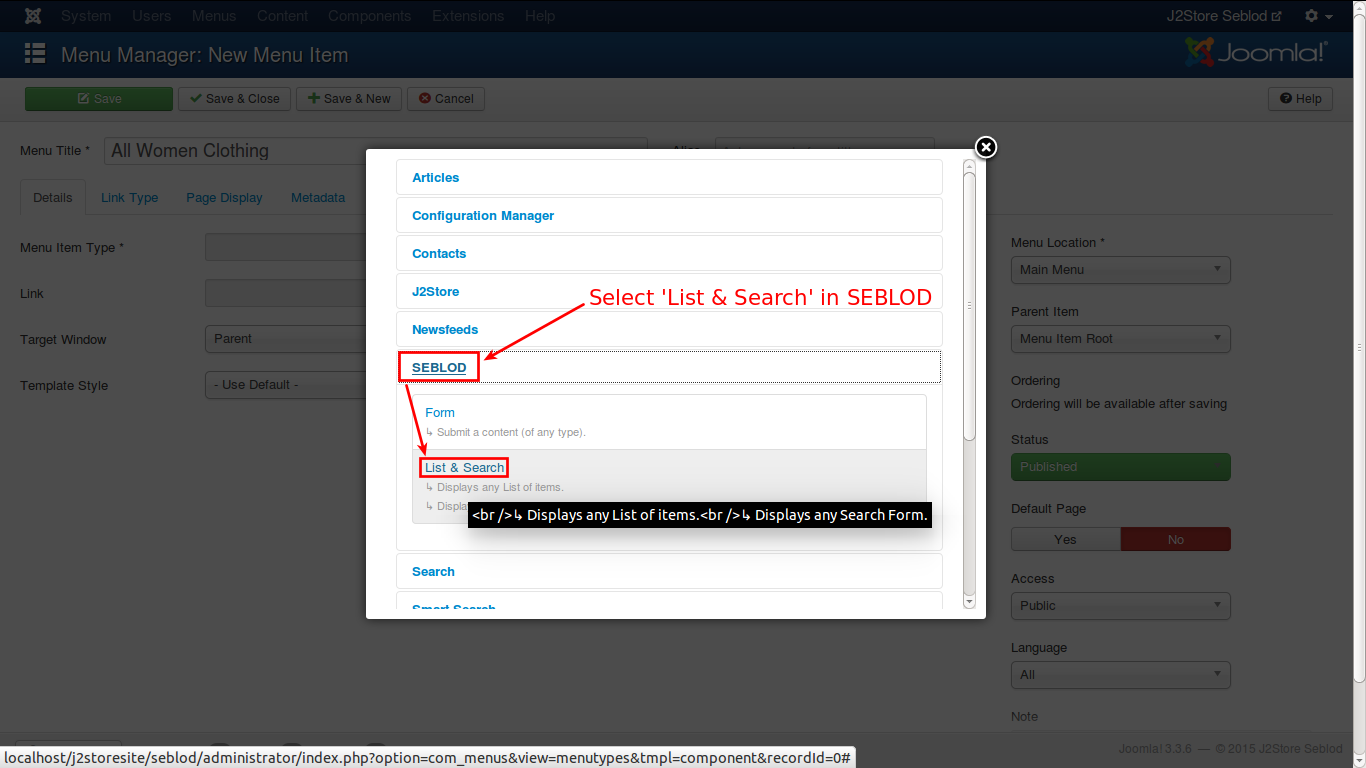 System Users Menus Content Components Extensions Help J2Store Seblod
Menu Manager: New Menu Item Joomla!®
Save Save & Close Save & New Cancel Help
Menu Title * All Women Clothing
Details Link Type Page Display Metadata
Menu Item Type *
Link
Target Window Parent
Template Style - Use Default -
Articles
Configuration Manager
Contacts
J2Store
Select 'List & Search' in SEBLOD
Newsfeeds
SEBLOD
Form
↳ Submit a content (of any type).
List & Search
↳ Displays any List of items.
↳ Displa
<br />↳ Displays any List of items.<br />↳ Displays any Search Form.
Search
Smart Search
Menu Location *
Main Menu
Parent Item
Menu Item Root
Ordering
Ordering will be available after saving
Status
Published
Default Page
Yes No
Access
Public
Language
All
Note
Joomla! 3.3.6 — © 2015 J2Store Seblod
localhost/j2storesite/seblod/administrator/index.php?option=com_menus&view=menutypes&tmpl=component&recordId=0#